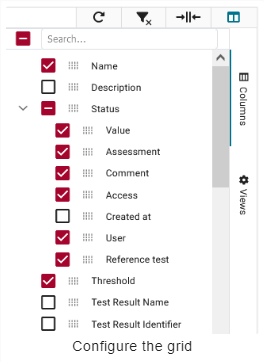 Search...
Name
Description
Status
Value
Assessment
Comment
Access
Created at
User
Reference test
Threshold
Test Result Name
Test Result Identifier
Columns
Views
Configure the grid